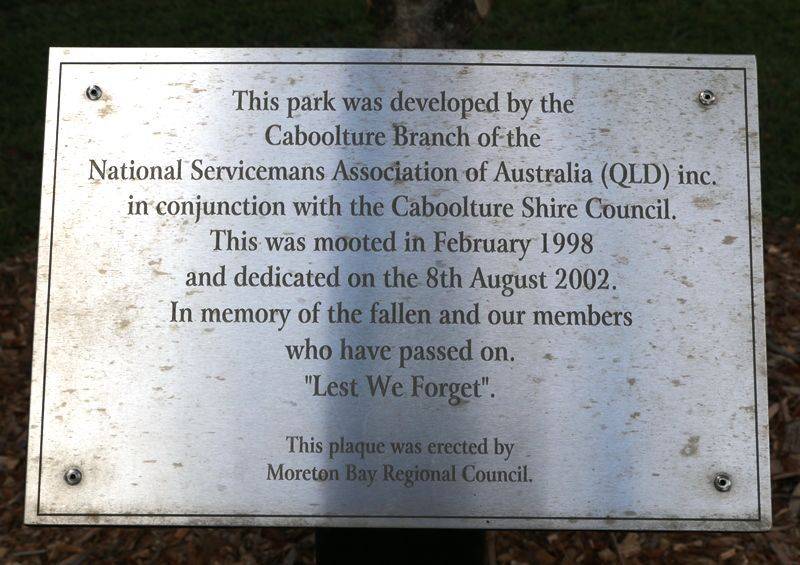 This park was developed by the
Caboolture Branch of the
National Servicemans Association of Australia (QLD) inc.
in conjunction with the Caboolture Shire Council.
This was mooted in February 1998
and dedicated on the 8th August 2002.
In memory of the fallen and our members
who have passed on.
"Lest We Forget".
This plaque was erected by
Moreton Bay Regional Council.